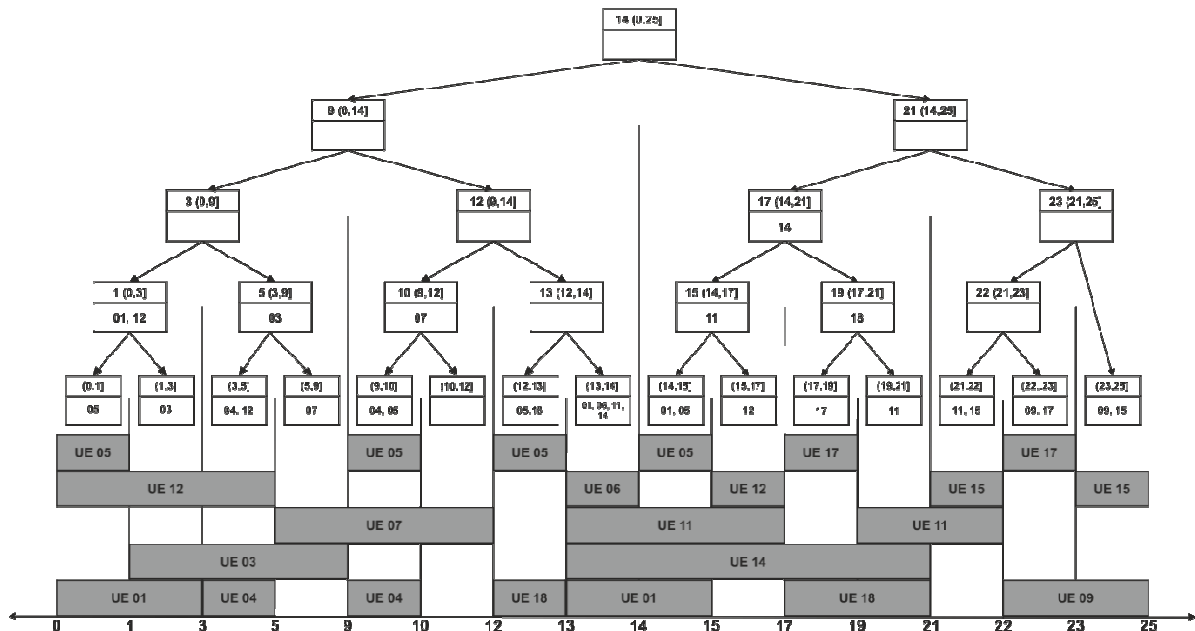 14 (0,25]
9 (0,14]
21 (14,25]
3 (0,9]
12 (9,14]
17 (14,21]
14
23 (21,25]
1 (0,3]
01, 12
5 (3,9]
03
10 (9,12]
07
13 (12,14]
15 (14,17]
11
19 (17,21]
18
22 (21,23]
(0,1]
05
(1,3]
03
(3,5]
04, 12
(5,9]
07
(9,10]
04, 05
(10,12]
(12,13]
05,18
(13,14]
01, 06, 11,
14
(14,15]
01, 05
(15,17]
12
(17,19]
17
(19,21]
11
(21,22]
11, 15
(22,23]
09, 17
(23,25]
09, 15
UE 05
UE 05
UE 05
UE 05
UE 17
UE 17
UE 12
UE 06
UE 12
UE 15
UE 15
UE 07
UE 11
UE 11
UE 03
UE 14
UE 01
UE 04
UE 04
UE 18
UE 01
UE 18
UE 09
0 1 3 5 9 10 12 13 14 15 17 19 21 22 23 25